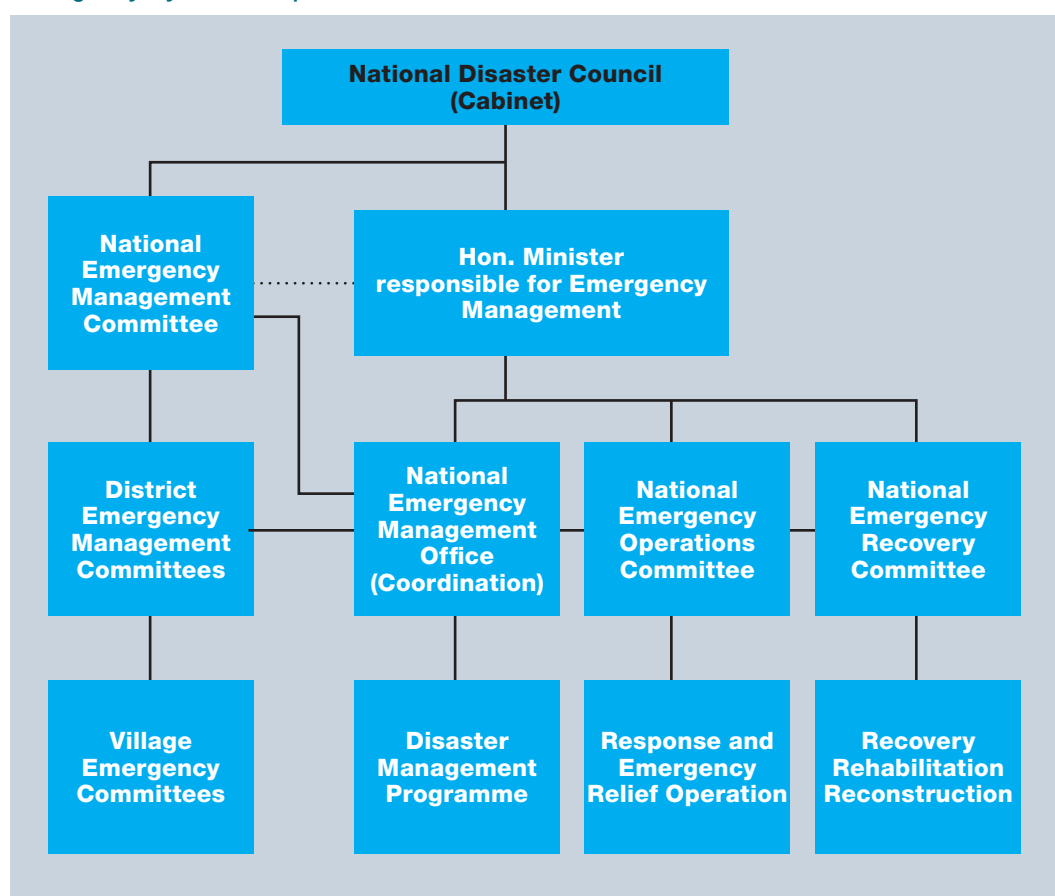 National Disaster Council
(Cabinet)
National
Emergency
Management
Committee
Hon. Minister
responsible for Emergency
Management
District
Emergency
Management
Committees
National
Emergency
Management
Office
(Coordination)
National
Emergency
Operations
Committee
National
Emergency
Recovery
Committee
Village
Emergency
Committees
Disaster
Management
Programme
Response and
Emergency
Relief Operation
Recovery
Rehabilitation
Reconstruction